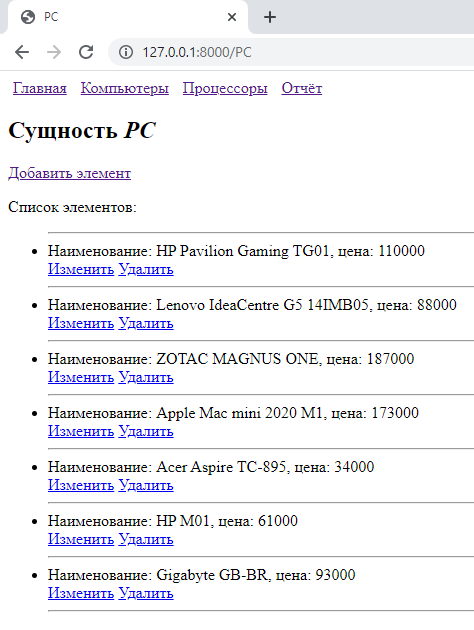 PC
127.0.0.1:8000/PC
Главная Компьютеры Процессоры Отчёт
Сущность PC
Добавить элемент
Список элементов:
Наименование: HP Pavilion Gaming TG01, цена: 110000
Изменить Удалить
Наименование: Lenovo IdeaCentre G5 14IMB05, цена: 88000
Изменить Удалить
Наименование: ZOTAC MAGNUS ONE, цена: 187000
Изменить Удалить
Наименование: Apple Mac mini 2020 M1, цена: 173000
Изменить Удалить
Наименование: Acer Aspire TC-895, цена: 34000
Изменить Удалить
Наименование: HP M01, цена: 61000
Изменить Удалить
Наименование: Gigabyte GB-BR, цена: 93000
Изменить Удалить